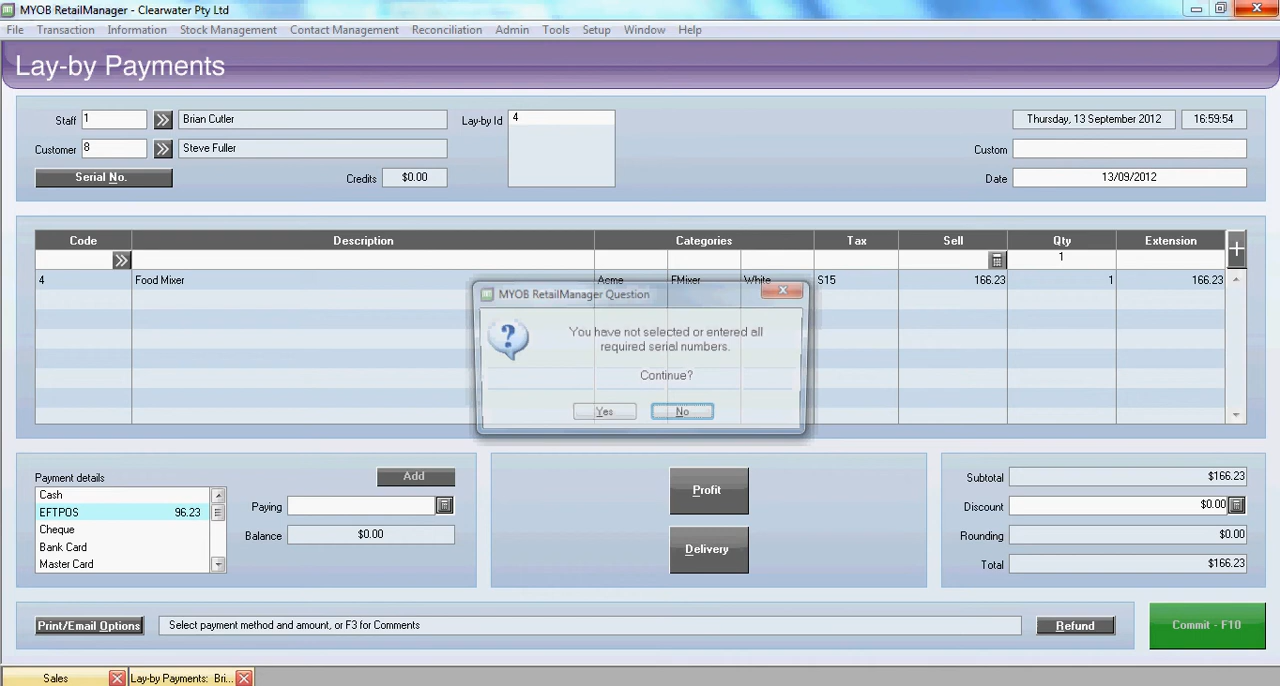 MYOB RetailManager - Clearwater Pty Ltd
File Transaction Information Stock Management Contact Management Reconciliation Admin Tools Setup Window Help
Lay-by Payments
Staff 1 Brian Cutler Lay-by Id 4 Thursday, 13 September 2012 16:59:54
Customer 8 Steve Fuller Custom
Serial No. Credits $0.00 Date 13/09/2012
Code Description Categories Tax Sell Qty Extension +
1
4 Food Mixer Acme FMixer White S15 166.23 1 166.23
MYOB RetailManager Question
You have not selected or entered all
required serial numbers.
Continue?
Yes No
Payment details Add
Cash
EFTPOS 96.23
Cheque
Bank Card
Master Card
Paying
Balance $0.00
Profit
Delivery
Subtotal $166.23
Discount $0.00
Rounding $0.00
Total $166.23
Print/Email Options Select payment method and amount, or F3 for Comments Refund Commit - F10
Sales Lay-by Payments: Bri...